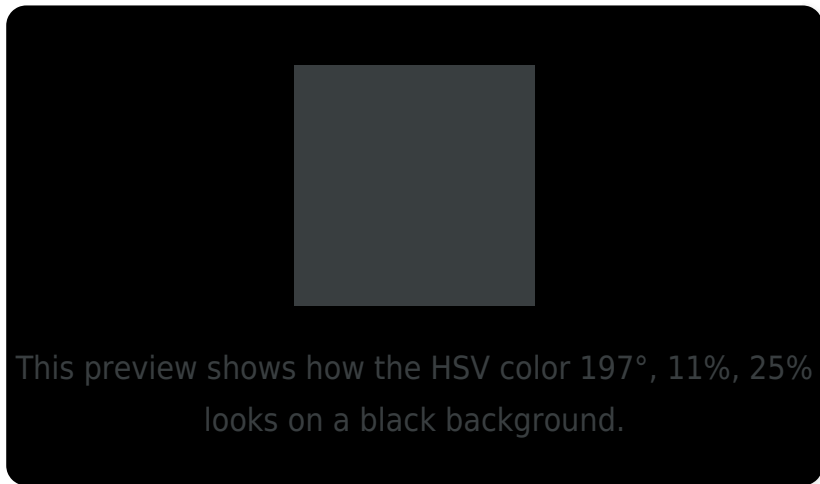 This preview shows how the HSV color 197°, 11%, 25%
looks on a black background.